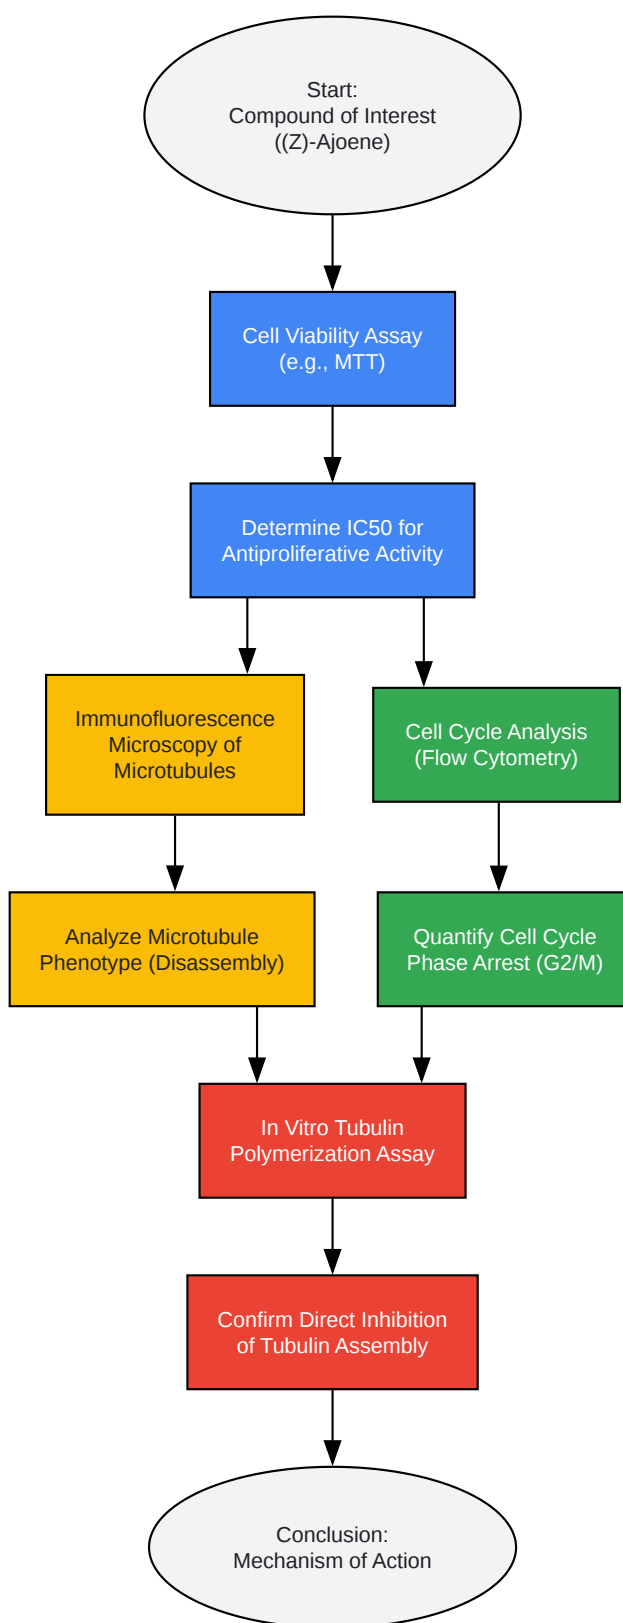 Start:
Compound of Interest
((Z)-Ajoene)
Cell Viability Assay
(e.g., MTT)
Determine IC50 for
Antiproliferative Activity
Immunofluorescence
Microscopy of
Microtubules
Cell Cycle Analysis
(Flow Cytometry)
Analyze Microtubule
Phenotype (Disassembly)
Quantify Cell Cycle
Phase Arrest (G2/M)
In Vitro Tubulin
Polymerization Assay
Confirm Direct Inhibition
of Tubulin Assembly
Conclusion:
Mechanism of Action